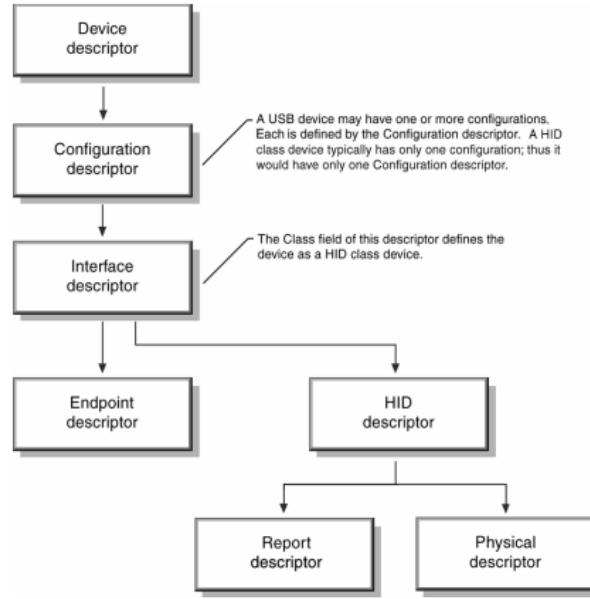 Device
descriptor
A USB device may have one or more configurations.
Each is defined by the Configuration descriptor. A HID
class device typically has only one configuration; thus it
would have only one Configuration descriptor.
Configuration
descriptor
The Class field of this descriptor defines the
device as a HID class device.
Interface
descriptor
Endpoint
descriptor
HID
descriptor
Report
descriptor
Physical
descriptor